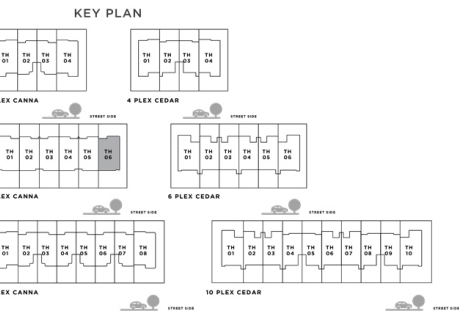 KEY PLAN
TH 01 TH 02 TH 03 TH 04
TH 01 TH 02 TH 03 TH 04
LEX CANNA
4 PLEX CEDAR
STREET SIDE
STREET SIDE
TH 01 TH 02 TH 03 TH 04 TH 05 TH 06
TH 01 TH 02 TH 03 TH 04 TH 05 TH 06
LEX CANNA
6 PLEX CEDAR
STREET SIDE
STREET SIDE
TH 01 TH 02 TH 03 TH 04 TH 05 TH 06 TH 07 TH 08
TH 01 TH 02 TH 03 TH 04 TH 05 TH 06 TH 07 TH 08 TH 09 TH 10
LEX CANNA
10 PLEX CEDAR
STREET SIDE
STREET SIDE